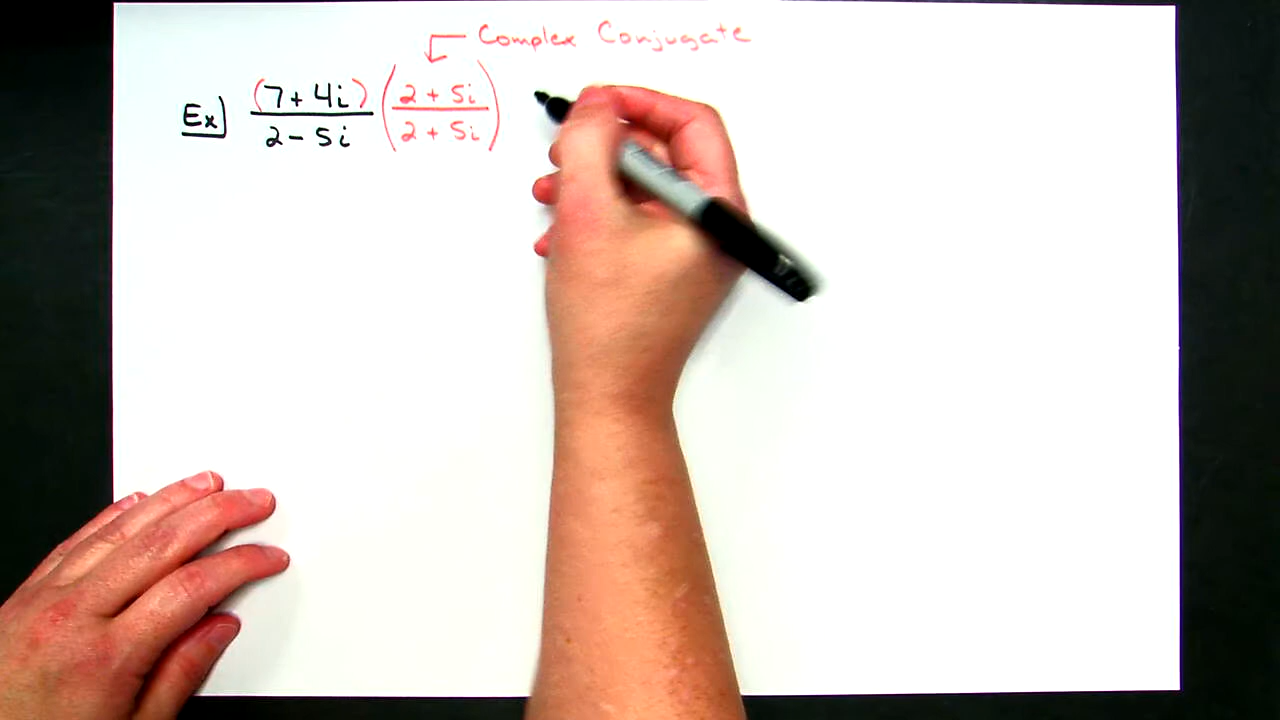 Complex Conjugate
Ex) (7+4i) (2+5i)
2-5i (2+5i)